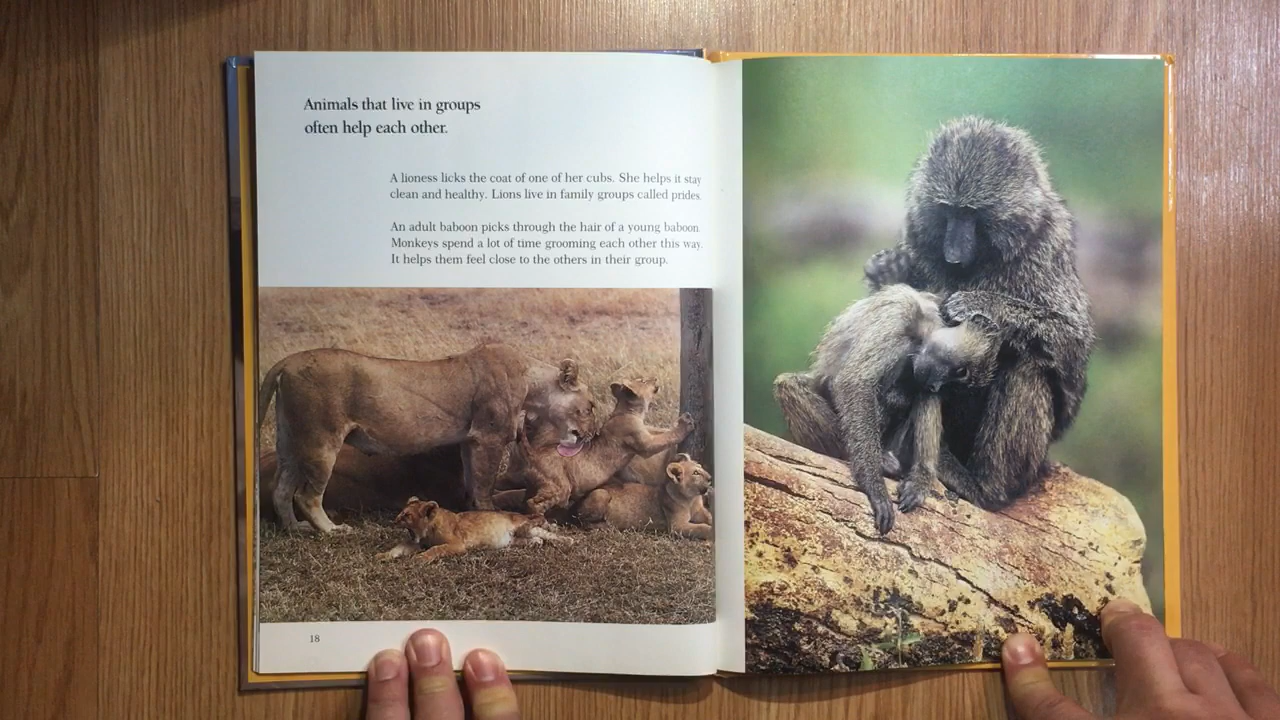 Animals that live in groups
often help each other.
A lioness licks the coat of one of her cubs. She helps it stay
clean and healthy. Lions live in family groups called prides.
An adult baboon picks through the hair of a young baboon.
Monkeys spend a lot of time grooming each other this way.
It helps them feel close to the others in their group.
18